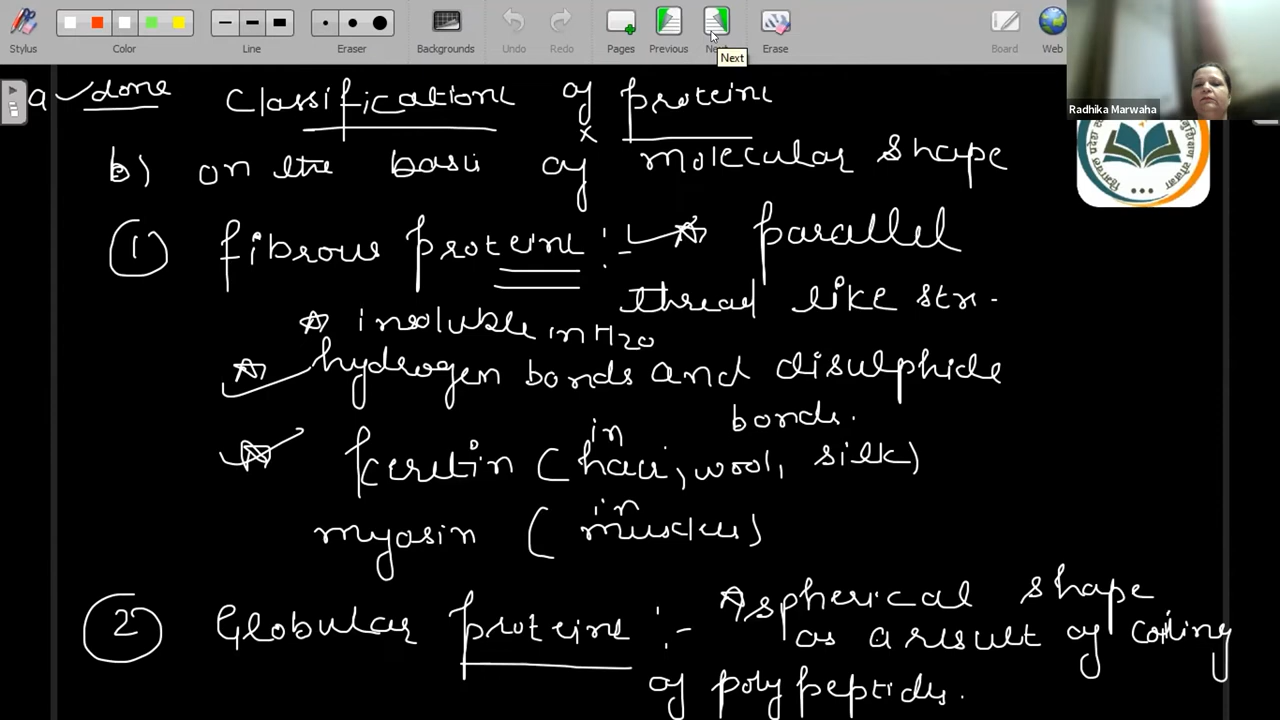 Stylus Color Line Eraser Backgrounds Undo Redo Pages Previous Next Erase Board Web
Next
Radhika Marwaha
a done Classifications of proteins
b) on the basis of molecular shape
① fibrous proteins :- parallel
thread like str.
insoluble in H2O
hydrogen bonds and disulphide
bonds.
keretin (in hair, wool, silk)
myosin (in muscles)
② Globular proteins :- A spherical shape
as a result of coiling
of polypeptides.